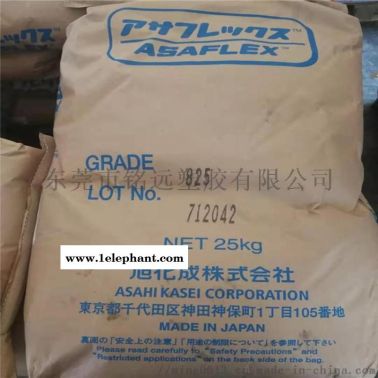 アサフレックス™
ASAFLEX™
GRADE 825
东莞市铭远塑胶有限公司
LOT No. 712042
NET 25kg
www.1elephant.com
旭化成株式会社
ASAHI KASEI CORPORATION
東京都千代田区神田神保町1丁目105番地
MADE IN JAPAN
裏面の「安全上の注意」「用途の制限について」を参照して下さい
Please read carefully to "Safety Precautions" and
"Restricted applications" on the back of the bag.